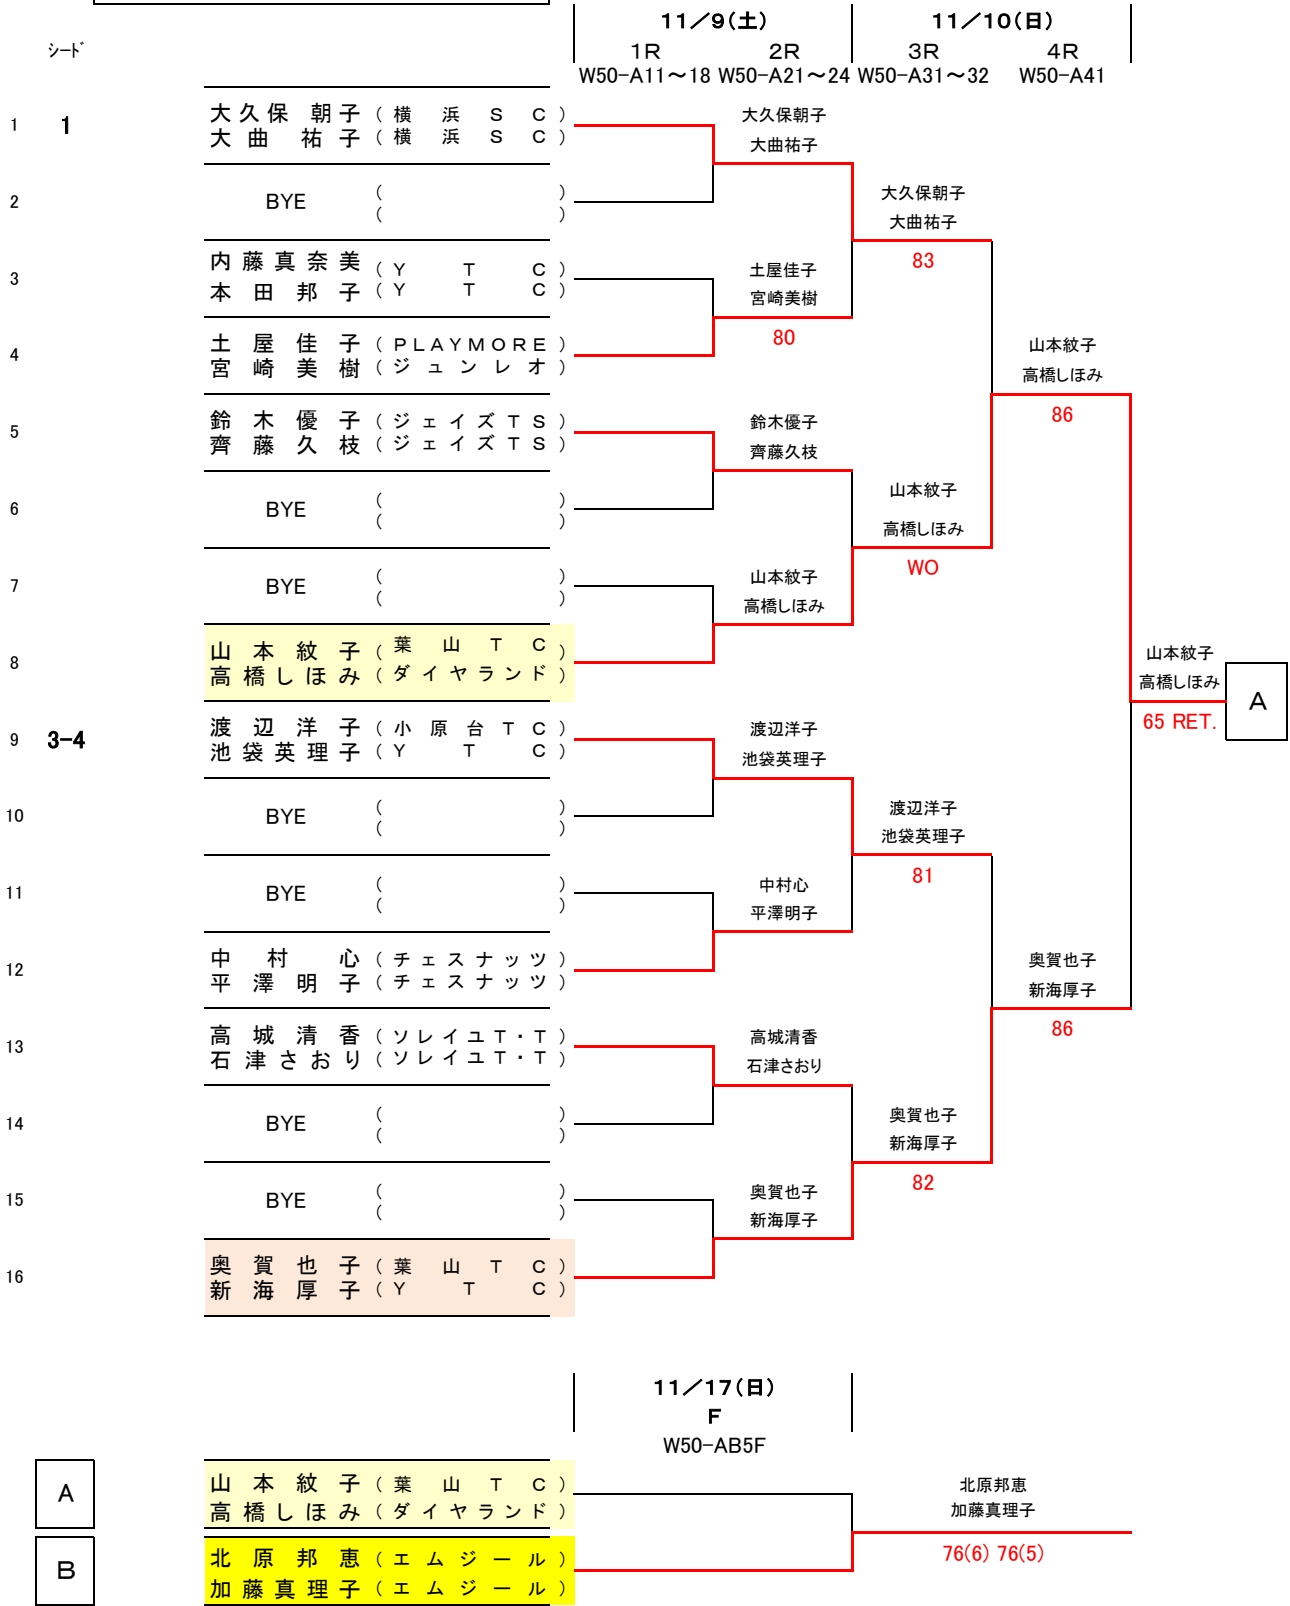 11／9（土） 11／10（日）
シード 1R 2R 3R 4R
W50-A11～18 W50-A21～24 W50-A31～32 W50-A41
1 1 大久保 朝子 （ 横 浜 S C ）
大 曲 祐 子 （ 横 浜 S C ）
大久保朝子
大曲祐子
2 BYE （ ）
（ ）
大久保朝子
大曲祐子
83
3 内藤真奈美 （ Y T C ）
本 田 邦 子 （ Y T C ）
土屋佳子
宮崎美樹
80
4 土 屋 佳 子 （ PLAYMORE ）
宮 崎 美 樹 （ ジュンレオ ）
山本紋子
高橋しほみ
86
5 鈴 木 優 子 （ ジェイズTS ）
齊 藤 久 枝 （ ジェイズTS ）
鈴木優子
齊藤久枝
6 BYE （ ）
（ ）
山本紋子
高橋しほみ
WO
7 BYE （ ）
（ ）
山本紋子
高橋しほみ
8 山 本 紋 子 （ 葉 山 T C ）
高橋しほみ （ ダイヤランド ）
山本紋子
高橋しほみ
A
65 RET.
9 3-4 渡 辺 洋 子 （ 小原台TC ）
池袋英理子 （ Y T C ）
渡辺洋子
池袋英理子
10 BYE （ ）
（ ）
渡辺洋子
池袋英理子
81
11 BYE （ ）
（ ）
中村心
平澤明子
12 中 村 心 （ チェスナッツ ）
平 澤 明 子 （ チェスナッツ ）
奥賀也子
新海厚子
86
13 高 城 清 香 （ ソレイユT・T ）
石津さおり （ ソレイユT・T ）
高城清香
石津さおり
14 BYE （ ）
（ ）
奥賀也子
新海厚子
82
15 BYE （ ）
（ ）
奥賀也子
新海厚子
16 奥 賀 也 子 （ 葉 山 T C ）
新 海 厚 子 （ Y T C ）
11／17（日）
F
W50-AB5F
A 山 本 紋 子 （ 葉 山 T C ）
高橋しほみ （ ダイヤランド ）
北原邦恵
加藤真理子
76(6) 76(5)
B 北 原 邦 恵 （ エムジール ）
加藤真理子 （ エムジール ）